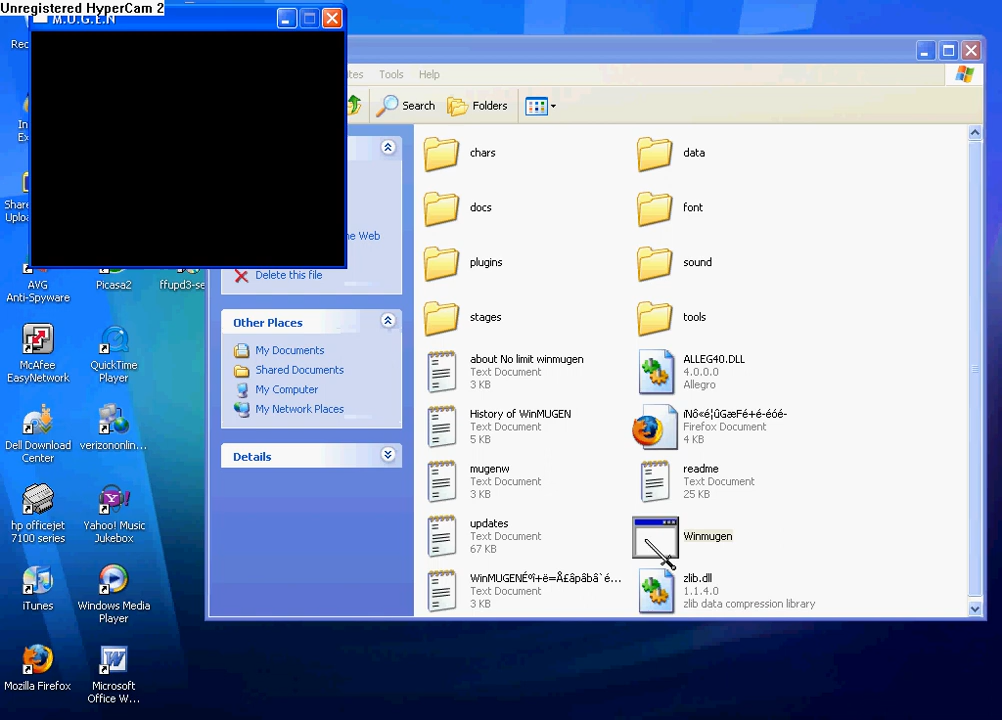 Unregistered HyperCam 2
M.U.G.E.N
Tools
Help
Search
Folders
chars
data
docs
font
plugins
sound
stages
tools
about No limit winmugen
Text Document
3 KB
ALLEG40.DLL
4.0.0.0
Allegro
History of WinMUGEN
Text Document
5 KB
Firefox Document
4 KB
mugenw
Text Document
3 KB
readme
Text Document
25 KB
updates
Text Document
67 KB
Winmugen
Text Document
3 KB
zlib.dll
1.1.4.0
zlib data compression library
Web
Delete this file
Other Places
My Documents
Shared Documents
My Computer
My Network Places
Details
AVG
Anti-Spyware
Picasa2
McAfee
EasyNetwork
QuickTime
Player
Dell Download
Center
verizononlin...
hp officejet
7100 series
Yahoo! Music
Jukebox
iTunes
Windows Media
Player
Mozilla Firefox
Microsoft
Office W...